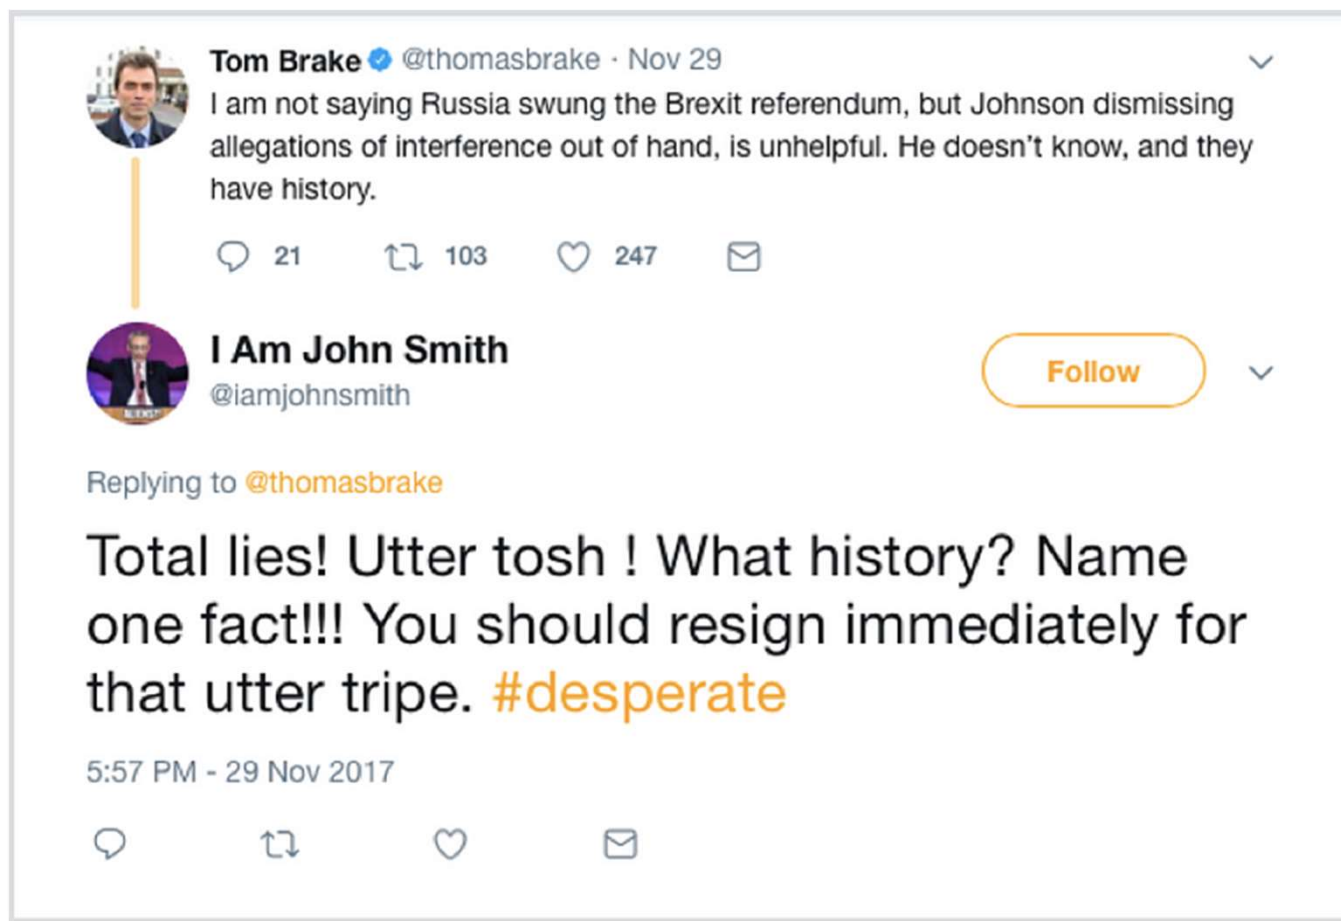 Tom Brake @thomasbrake · Nov 29
I am not saying Russia swung the Brexit referendum, but Johnson dismissing
allegations of interference out of hand, is unhelpful. He doesn't know, and they
have history.
21 103 247
I Am John Smith
@iamjohnsmith
Follow
Replying to @thomasbrake
Total lies! Utter tosh ! What history? Name
one fact!!! You should resign immediately for
that utter tripe. #desperate
5:57 PM - 29 Nov 2017